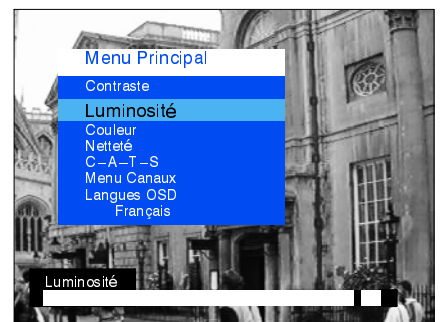 Menu Principal
Contraste
Luminosité
Couleur
Netteté
C–A–T–S
Menu Canaux
Langues OSD
Français
Luminosité